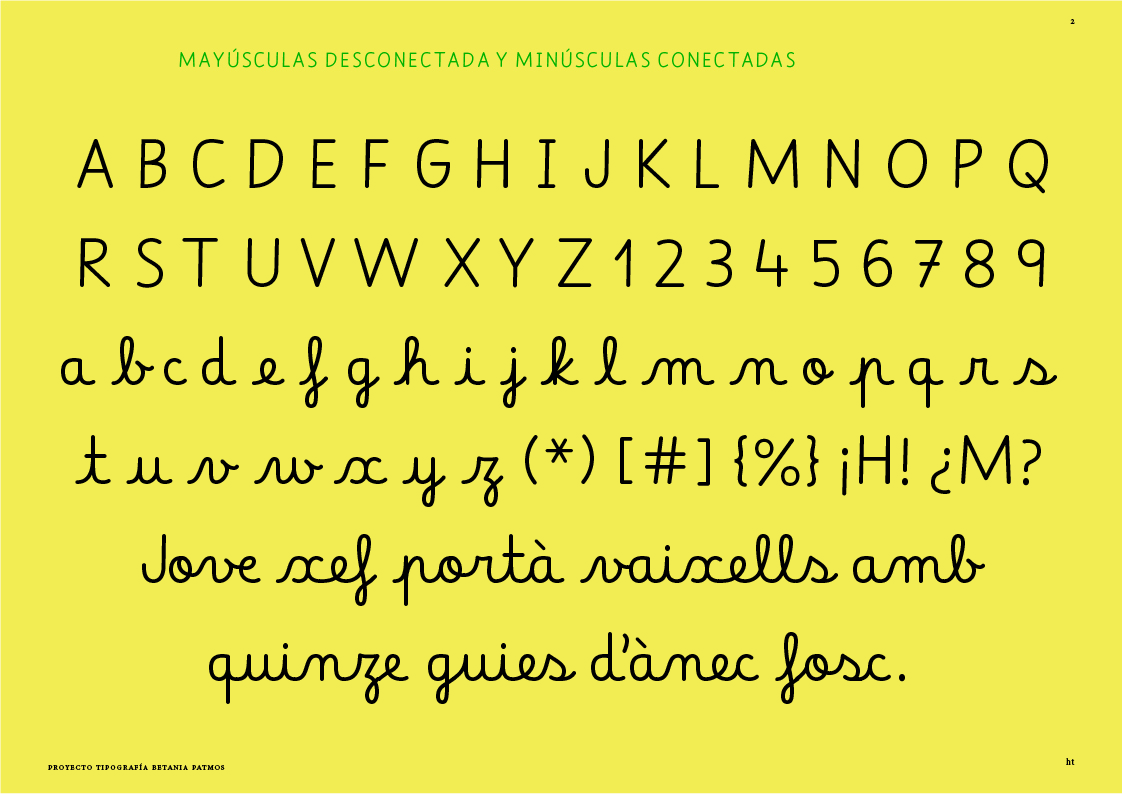 2
MAYÚSCULAS DESCONECTADA Y MINÚSCULAS CONECTADAS
A B C D E F G H I J K L M N O P Q
R S T U V W X Y Z 1 2 3 4 5 6 7 8 9
a b c d e f g h i j k l m n o p q r s
t u v w x y z (*) [#] {%} ¡H! ¿M?
Jove xef portà vaixells amb
quinze guies d’ànec fosc.
PROYECTO TIPOGRAFÍA BETANIA PATMOS
ht